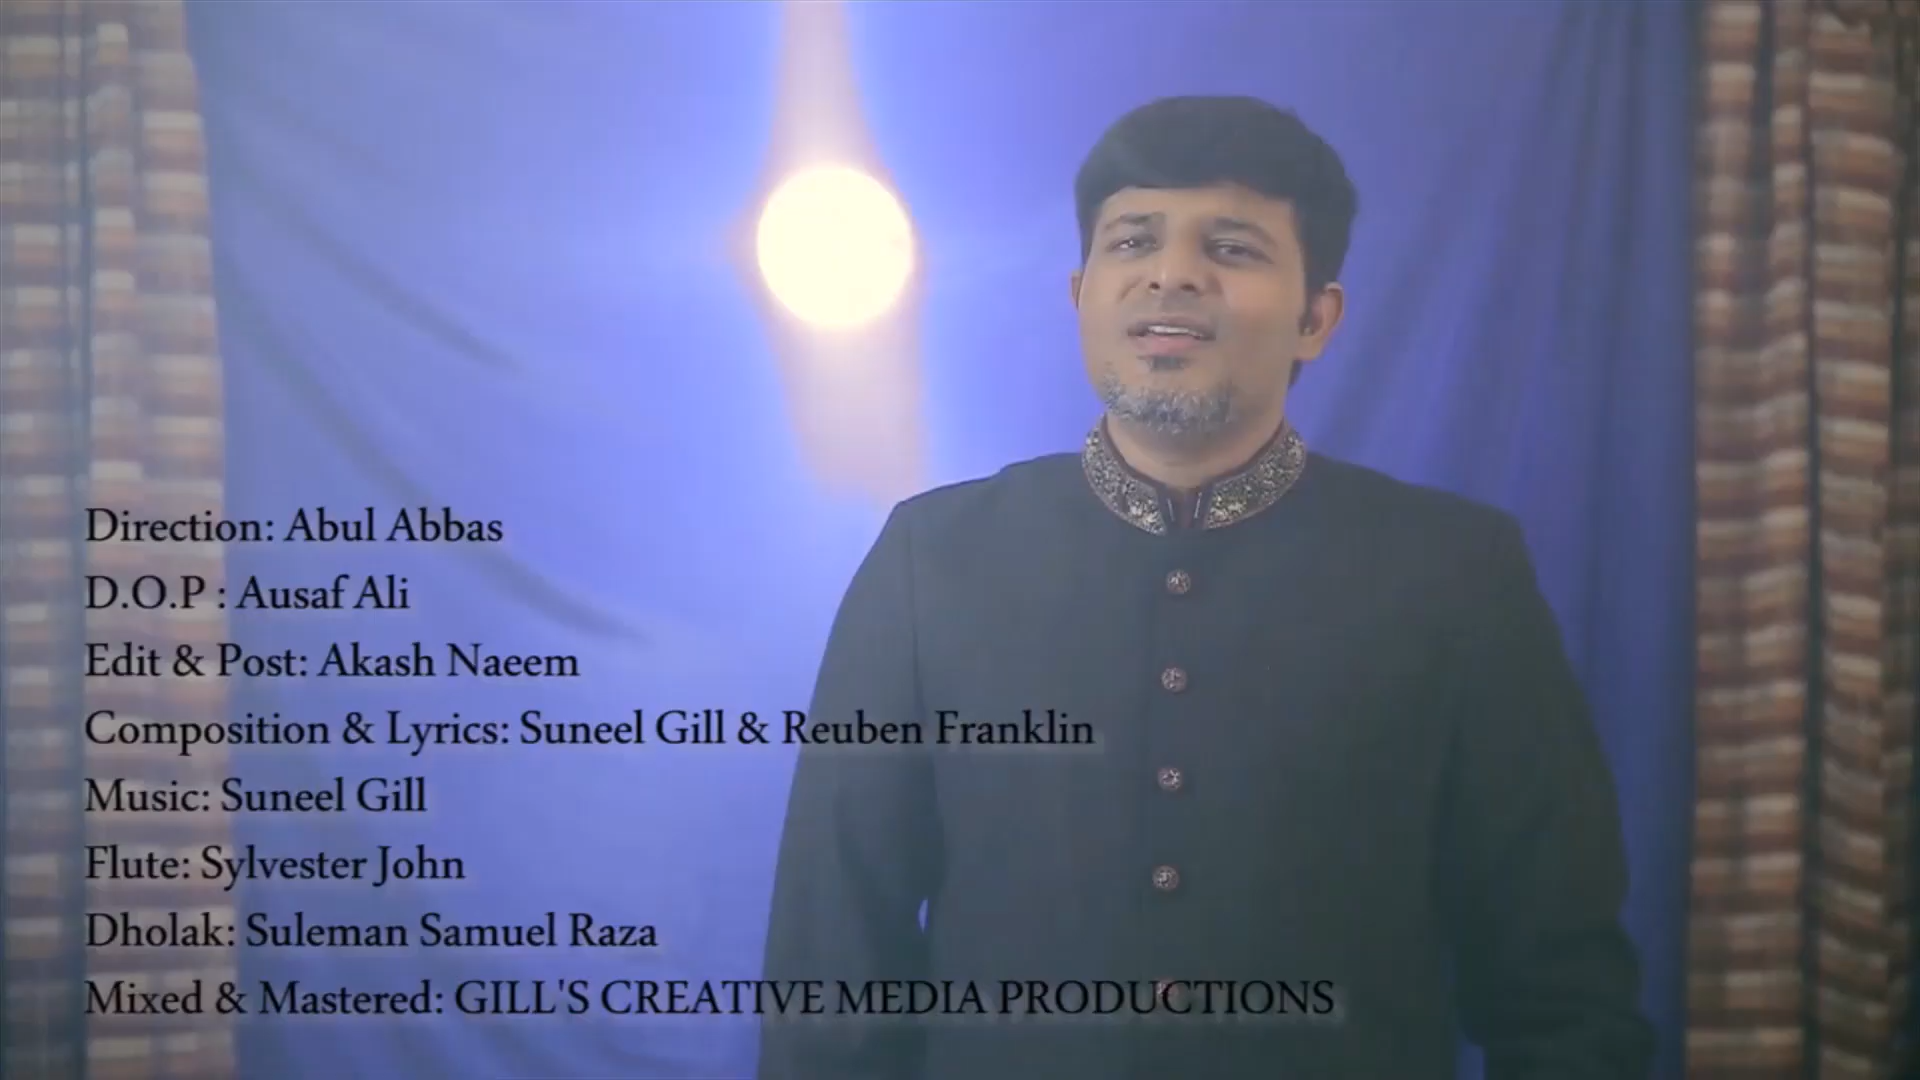 Direction: Abul Abbas
D.O.P : Ausaf Ali
Edit & Post: Akash Naeem
Composition & Lyrics: Suneel Gill & Reuben Franklin
Music: Suneel Gill
Flute: Sylvester John
Dholak: Suleman Samuel Raza
Mixed & Mastered: GILL'S CREATIVE MEDIA PRODUCTIONS